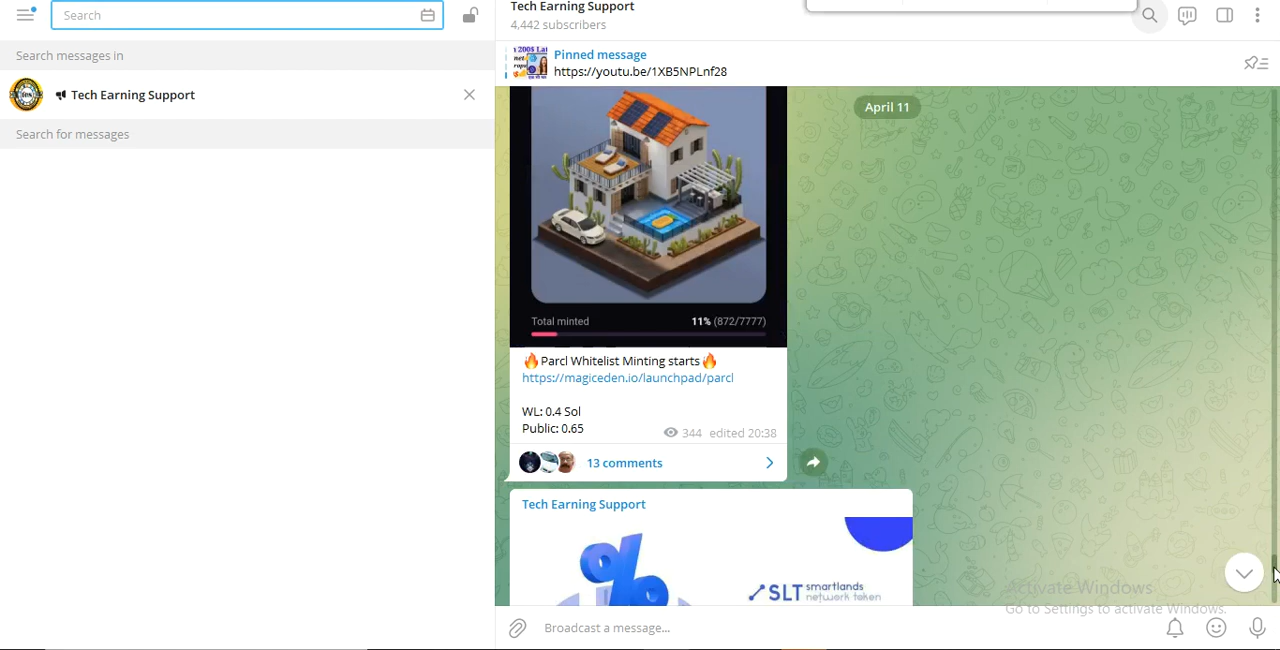 Search
Search messages in
Tech Earning Support
Search for messages
Tech Earning Support
4,442 subscribers
Pinned message
https://youtu.be/1XB5NPLnf28
April 11
Total minted
11% (872/7777)
🔥Parcl Whitelist Minting starts🔥
https://magiceden.io/launchpad/parcl
WL: 0.4 Sol
Public: 0.65
344 edited 20:38
13 comments
Tech Earning Support
%
SLT smartlands
network token
Activate Windows
Go to Settings to activate Windows.
Broadcast a message...